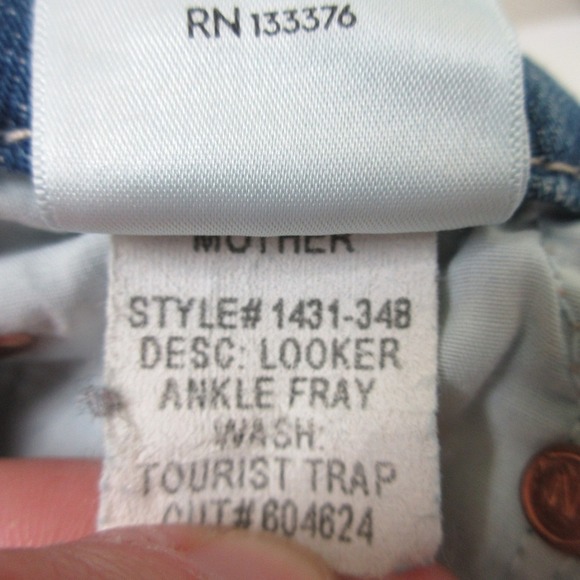 RN 133376
MOTHER
STYLE# 1431-348
DESC: LOOKER
ANKLE FRAY
WASH:
TOURIST TRAP
CUT# 604624